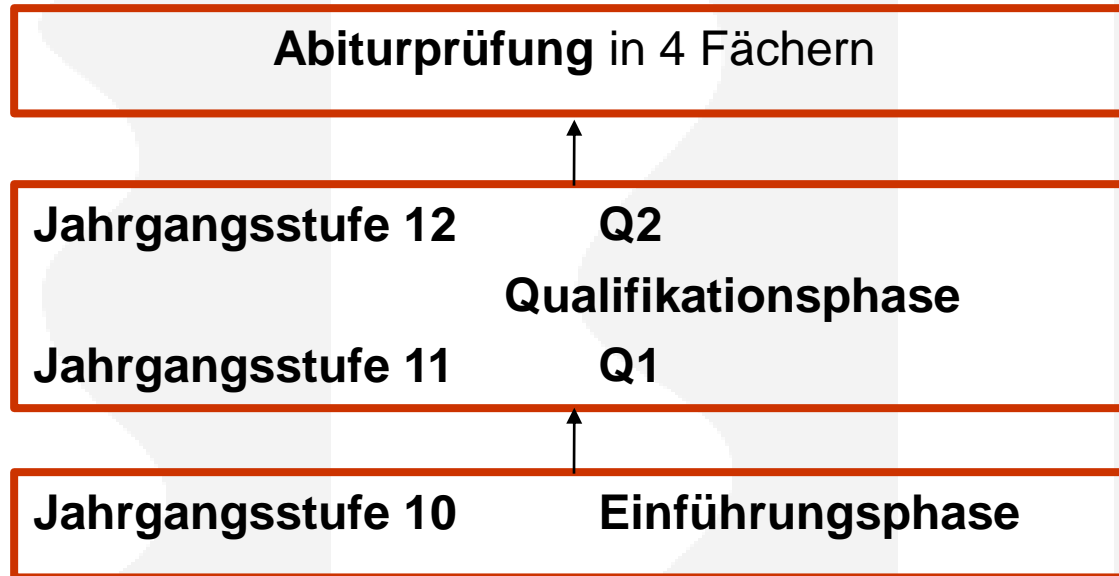 Abiturprüfung in 4 Fächern
Jahrgangsstufe 12 Q2
Qualifikationsphase
Jahrgangsstufe 11 Q1
Jahrgangsstufe 10 Einführungsphase